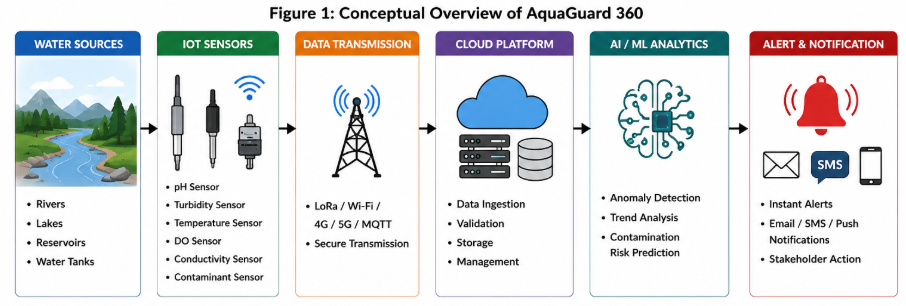 Figure 1: Conceptual Overview of AquaGuard 360
WATER SOURCES
• Rivers
• Lakes
• Reservoirs
• Water Tanks
IOT SENSORS
• pH Sensor
• Turbidity Sensor
• Temperature Sensor
• DO Sensor
• Conductivity Sensor
• Contaminant Sensor
DATA TRANSMISSION
• LoRa / Wi-Fi /
4G / 5G / MQTT
• Secure Transmission
CLOUD PLATFORM
• Data Ingestion
• Validation
• Storage
• Management
AI / ML ANALYTICS
• Anomaly Detection
• Trend Analysis
• Contamination
Risk Prediction
ALERT & NOTIFICATION
SMS
• Instant Alerts
• Email / SMS / Push
Notifications
• Stakeholder Action